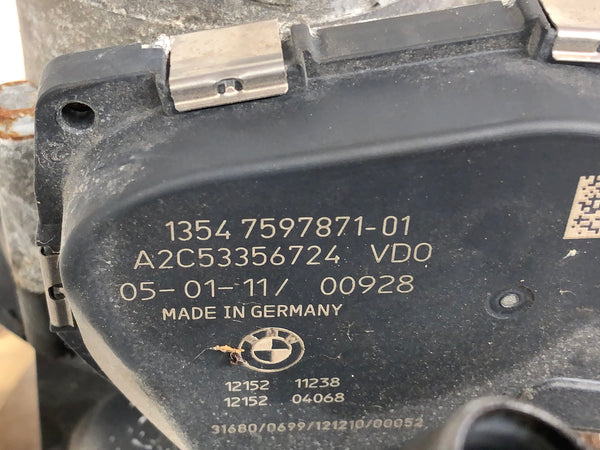 1354 7597871-01
A2C53356724 VDO
05-01-11/ 00928
MADE IN GERMANY
BMW
12152 11238
12152 04068
31680/0699/121210/00052